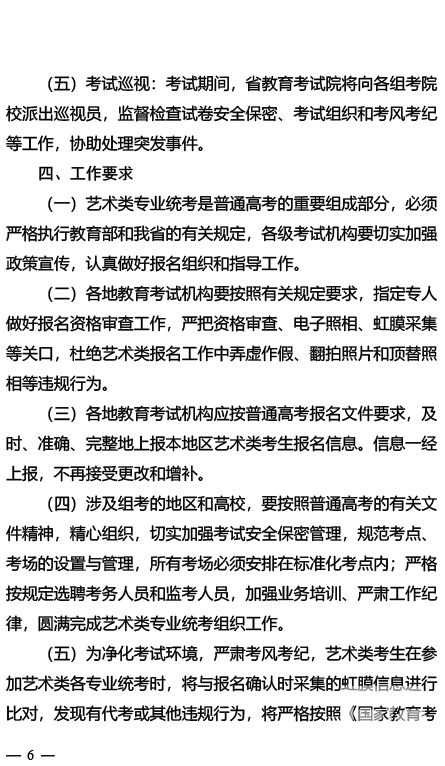 （五）考试巡视：考试期间，省教育考试院将向各组考院
校派出巡视员，监督检查试卷安全保密、考试组织和考风考纪
等工作，协助处理突发事件。
四、工作要求
（一）艺术类专业统考是普通高考的重要组成部分，必须
严格执行教育部和我省的有关规定，各级考试机构要切实加强
政策宣传，认真做好报名组织和指导工作。
（二）各地教育考试机构要按照有关规定要求，指定专人
做好报名资格审查工作，严把资格审查、电子照相、虹膜采集
等关口，杜绝艺术类报名工作中弄虚作假、翻拍照片和顶替照
相等违规行为。
（三）各地教育考试机构应按普通高考报名文件要求，及
时、准确、完整地上报本地区艺术类考生报名信息。信息一经
上报，不再接受更改和增补。
（四）涉及组考的地区和高校，要按照普通高考的有关文
件精神，精心组织，切实加强考试安全保密管理，规范考点、
考场的设置与管理，所有考场必须安排在标准化考点内；严格
按规定选聘考务人员和监考人员，加强业务培训、严肃工作纪
律，圆满完成艺术类专业统考组织工作。
（五）为净化考试环境，严肃考风考纪，艺术类考生在参
加艺术类各专业统考时，将与报名确认时采集的虹膜信息进行
比对，发现有代考或其他违规行为，将严格按照《国家教育考
— 6 —